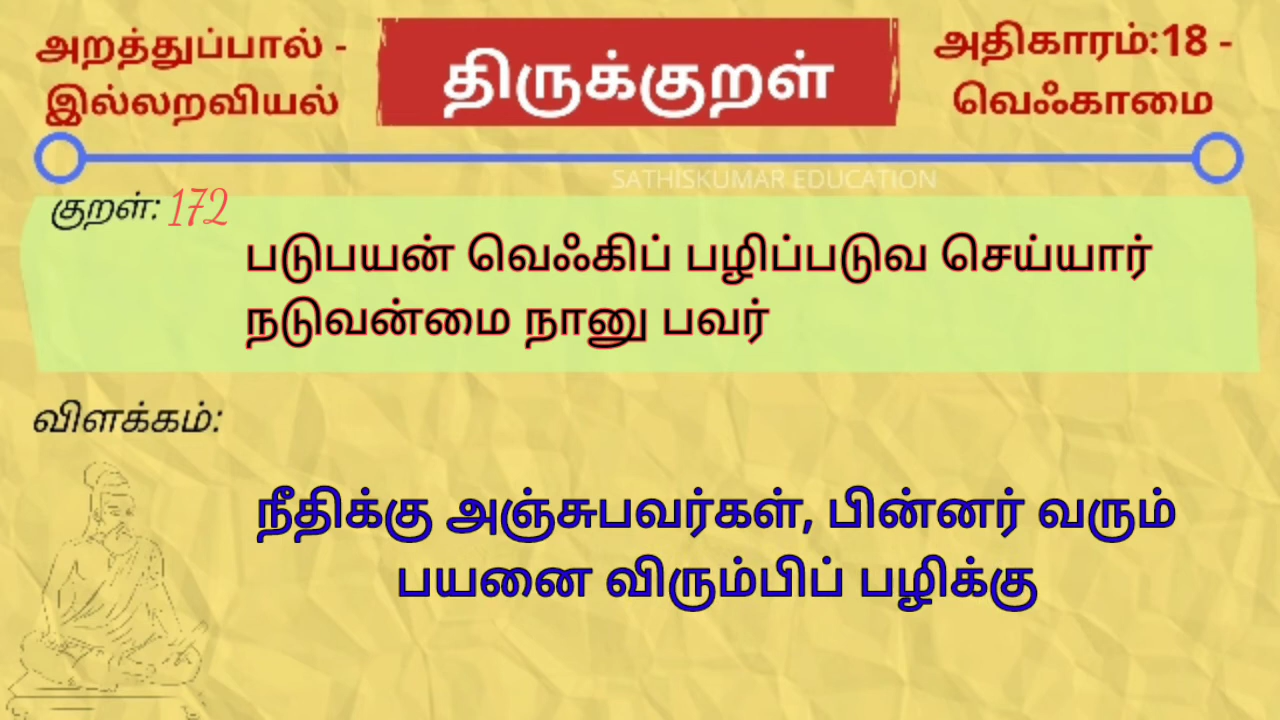 அறத்துப்பால் -
இல்லறவியல்
திருக்குறள்
அதிகாரம்:18 -
வெஃகாமை
SATHISKUMAR EDUCATION
குறள்: 172
படுபயன் வெஃகிப் பழிப்படுவ செய்யார்
நடுவன்மை நானு பவர்
விளக்கம்:
நீதிக்கு அஞ்சுபவர்கள், பின்னர் வரும்
பயனை விரும்பிப் பழிக்கு